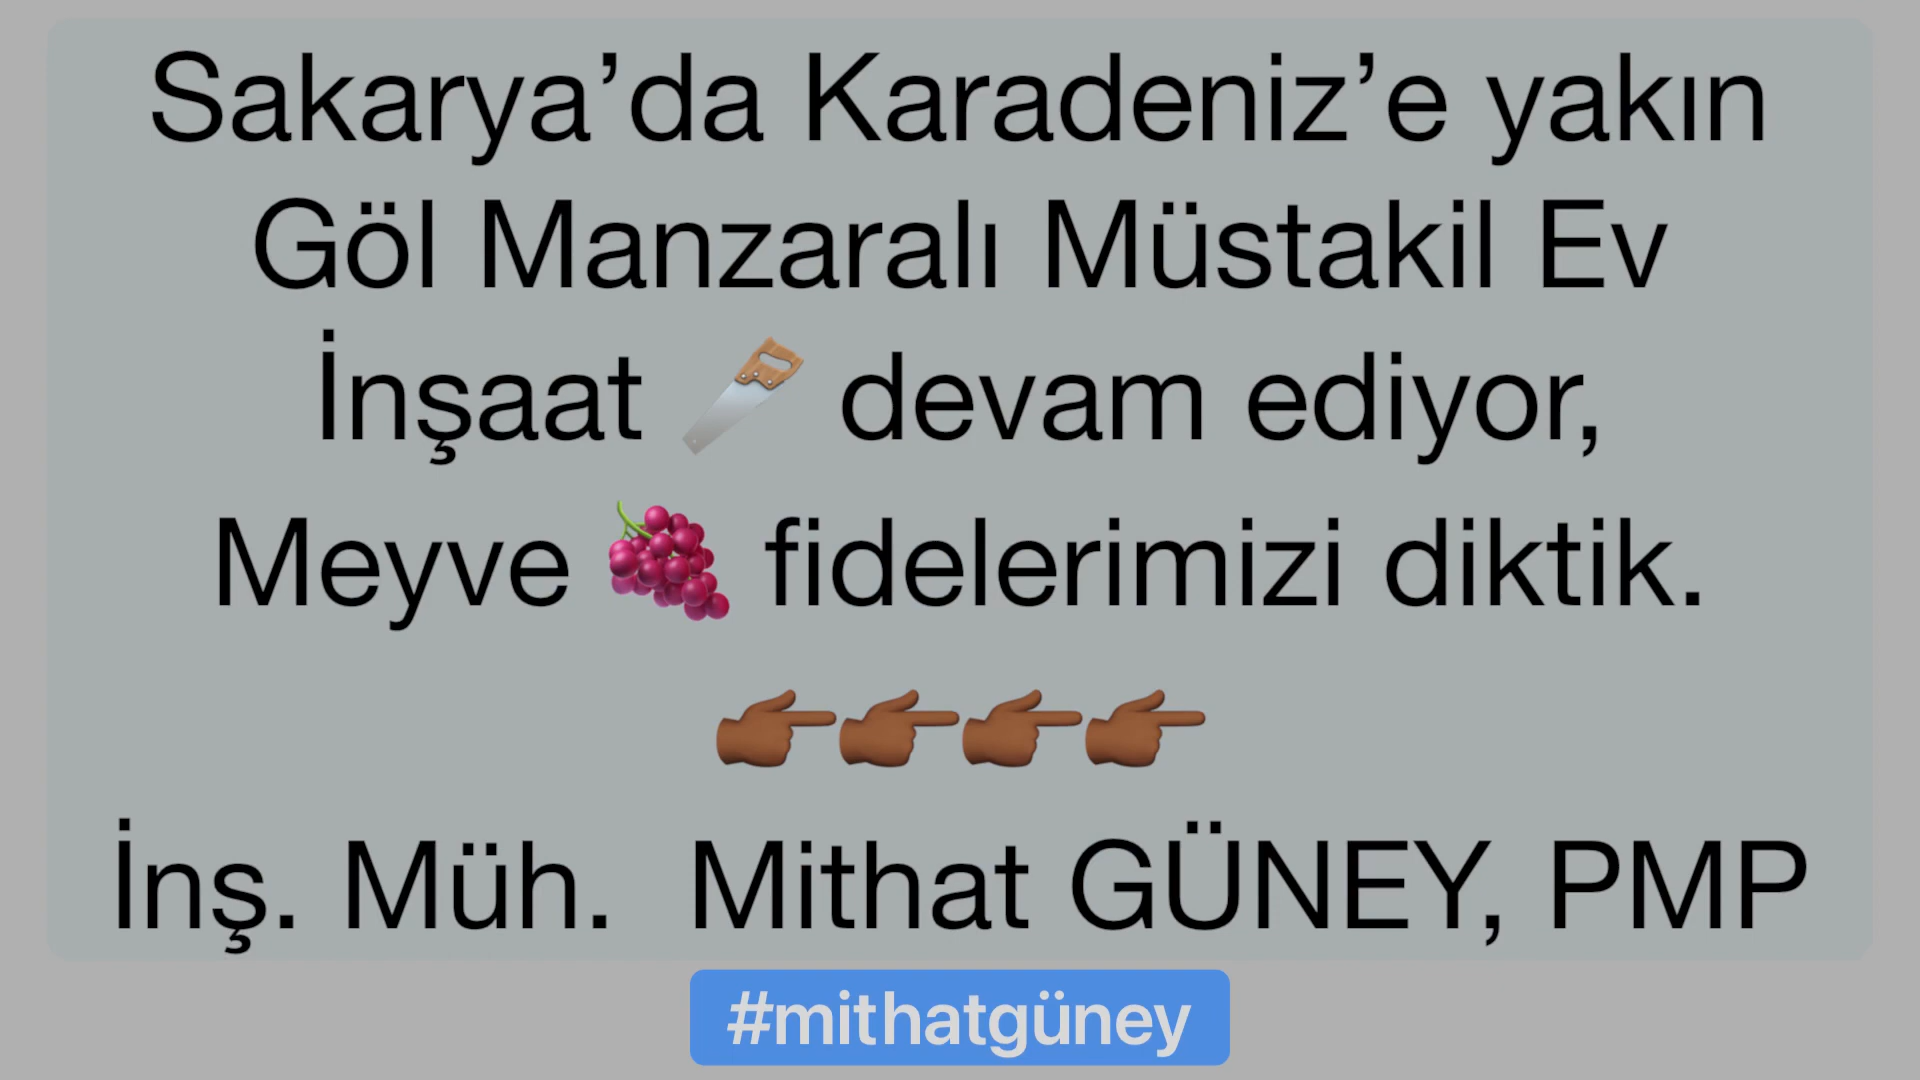 Sakarya’da Karadeniz’e yakın
Göl Manzaralı Müstakil Ev
İnşaat 🪚 devam ediyor,
Meyve 🍇 fidelerimizi diktik.
👉🏾👉🏾👉🏾👉🏾
İnş. Müh.  Mithat GÜNEY, PMP
#mithatgüney